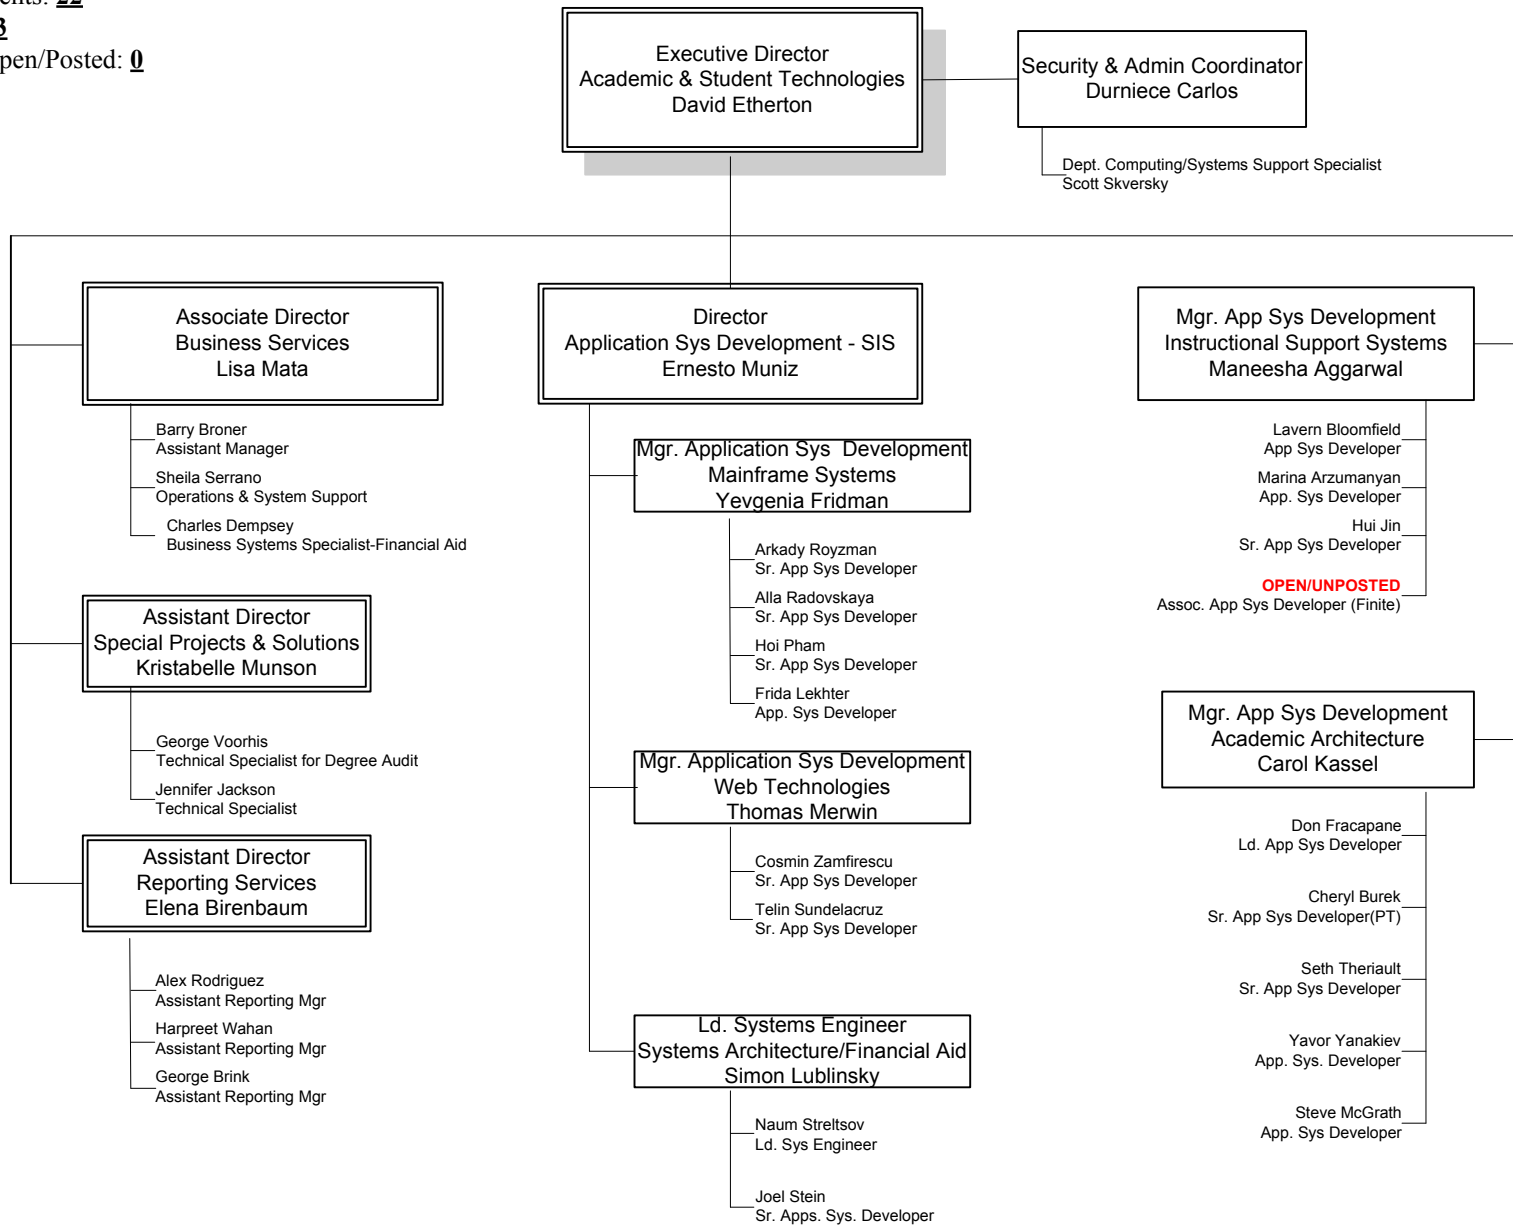 ents: 22
3
pen/Posted: 0
Executive Director
Academic & Student Technologies
David Etherton
Security & Admin Coordinator
Durniece Carlos
Dept. Computing/Systems Support Specialist
Scott Skversky
Associate Director
Business Services
Lisa Mata
Barry Broner
Assistant Manager
Sheila Serrano
Operations & System Support
Charles Dempsey
Business Systems Specialist-Financial Aid
Assistant Director
Special Projects & Solutions
Kristabelle Munson
George Voorhis
Technical Specialist for Degree Audit
Jennifer Jackson
Technical Specialist
Assistant Director
Reporting Services
Elena Birenbaum
Alex Rodriguez
Assistant Reporting Mgr
Harpreet Wahan
Assistant Reporting Mgr
George Brink
Assistant Reporting Mgr
Director
Application Sys Development - SIS
Ernesto Muniz
Mgr. Application Sys Development
Mainframe Systems
Yevgenia Fridman
Arkady Royzman
Sr. App Sys Developer
Alla Radovskaya
Sr. App Sys Developer
Hoi Pham
Sr. App Sys Developer
Frida Lekhter
App. Sys Developer
Mgr. Application Sys Development
Web Technologies
Thomas Merwin
Cosmin Zamfirescu
Sr. App Sys Developer
Telin Sundelacruz
Sr. App Sys Developer
Ld. Systems Engineer
Systems Architecture/Financial Aid
Simon Lublinsky
Naum Streltsov
Ld. Sys Engineer
Joel Stein
Sr. Apps. Sys. Developer
Mgr. App Sys Development
Instructional Support Systems
Maneesha Aggarwal
Lavern Bloomfield
App Sys Developer
Marina Arzumanyan
App. Sys Developer
Hui Jin
Sr. App Sys Developer
OPEN/UNPOSTED
Assoc. App Sys Developer (Finite)
Mgr. App Sys Development
Academic Architecture
Carol Kassel
Don Fracapane
Ld. App Sys Developer
Cheryl Burek
Sr. App Sys Developer(PT)
Seth Theriault
Sr. App Sys Developer
Yavor Yanakiev
App. Sys. Developer
Steve McGrath
App. Sys Developer